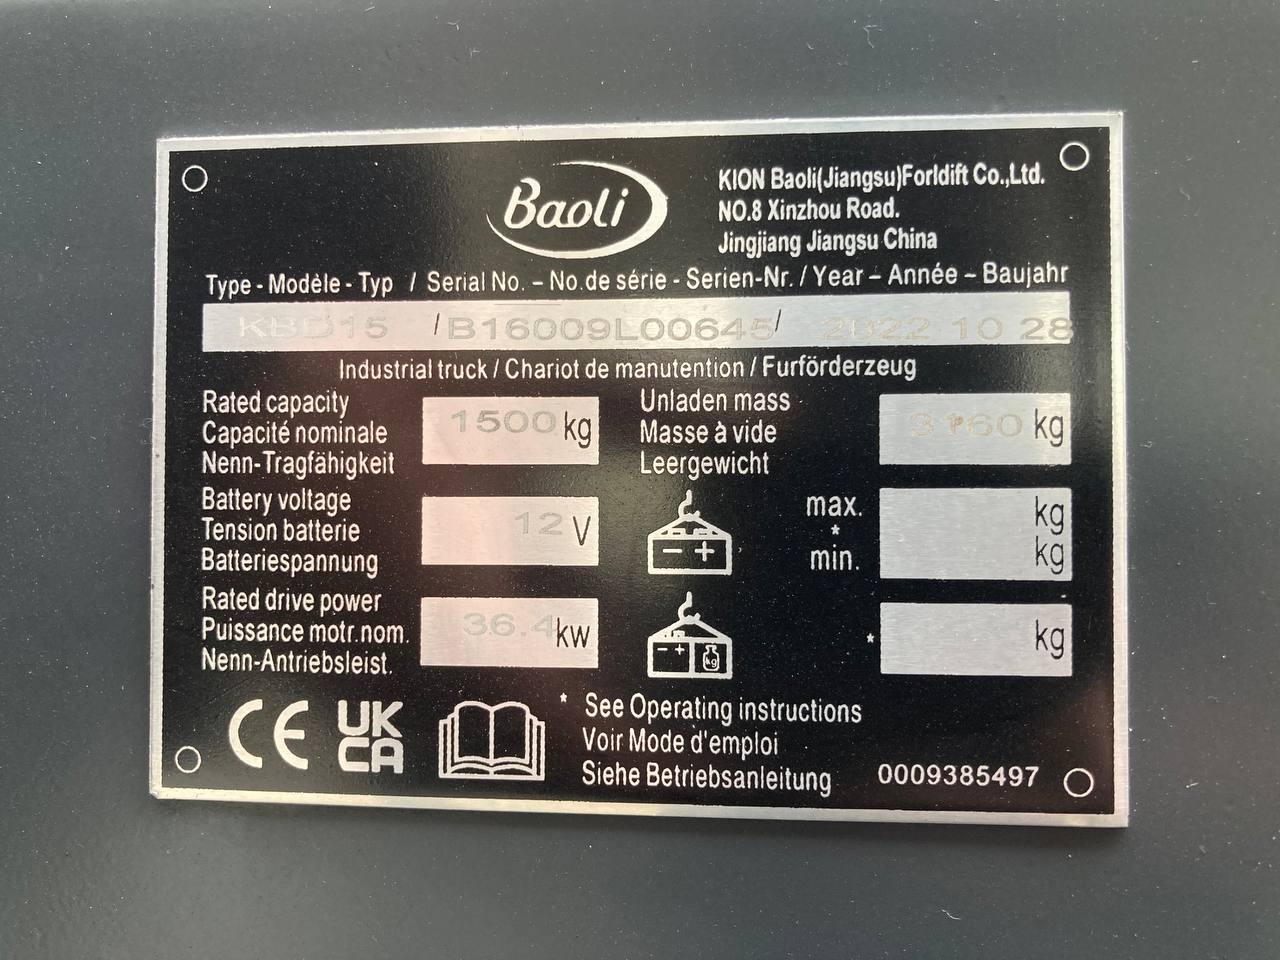 Baoli
KION Baoli(Jiangsu)Forldift Co.,Ltd.
NO.8 Xinzhou Road.
Jingjiang Jiangsu China
Type - Modèle - Typ / Serial No. – No.de série - Serien-Nr. / Year – Année – Baujahr
KBD15 / B16009L00645 / 2022 10 28
Industrial truck / Chariot de manutention / Furförderzeug
Rated capacity
Capacité nominale
Nenn-Tragfähigkeit
1500 kg
Unladen mass
Masse à vide
Leergewicht
3160 kg
Battery voltage
Tension batterie
Batteriespannung
12 V
- +
max. kg
*
min. kg
Rated drive power
Puissance motr.nom.
Nenn-Antriebsleist.
36.4 kw
- + kg
* kg
CE UK
CA
* See Operating instructions
Voir Mode d'emploi
Siehe Betriebsanleitung
0009385497